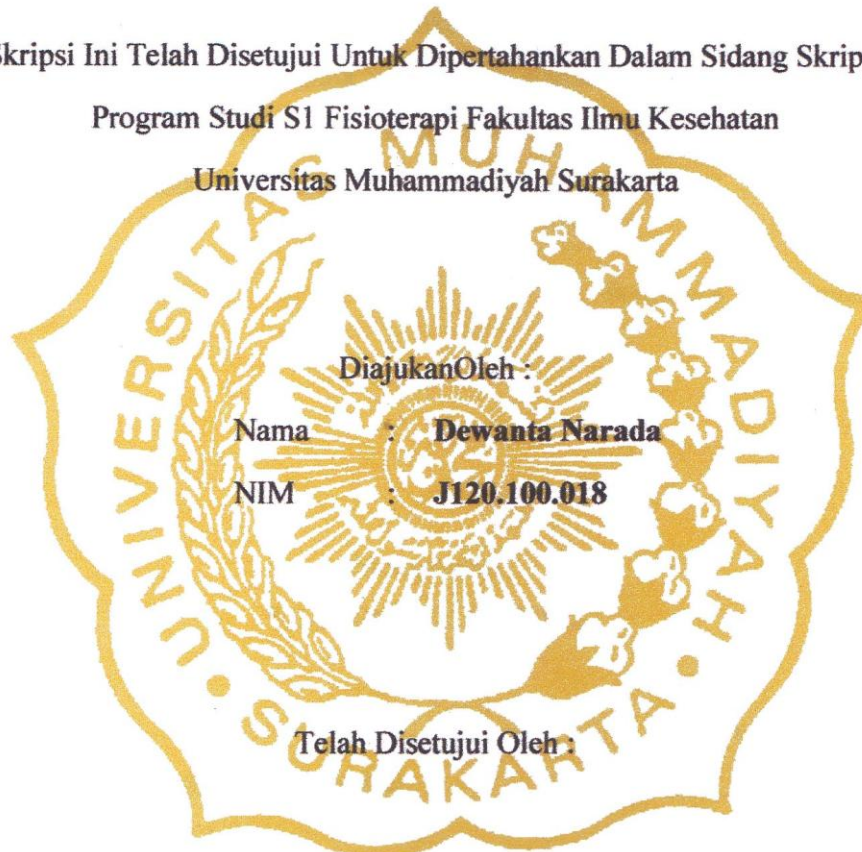 Skripsi Ini Telah Disetujui Untuk Dipertahankan Dalam Sidang
Program Studi S1 Fisioterapi Fakultas Ilmu Kesehatan
Universitas Muhammadiyah Surakarta
UNIVERSITAS MUHAMMADIYAH
DiajukanOleh :
Nama : Dewanta Narada
NIM : J120.100.018
Telah Disetujui Oleh :
SURAKARTA